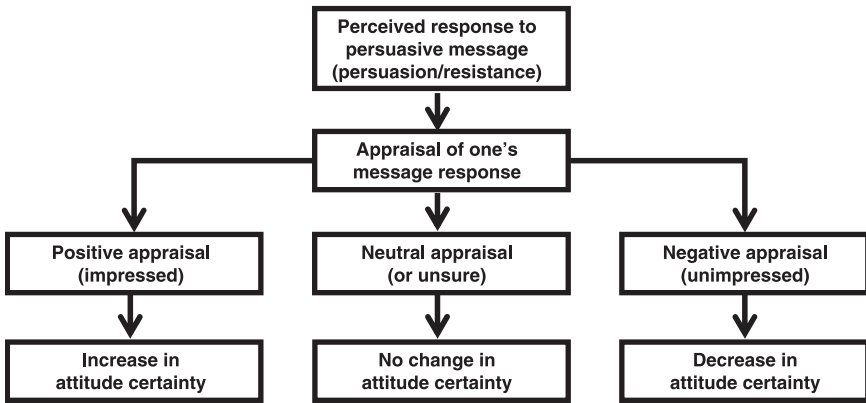 Perceived response to
persuasive message
(persuasion/resistance)
Appraisal of one's
message response
Positive appraisal
(impressed)
Neutral appraisal
(or unsure)
Negative appraisal
(unimpressed)
Increase in
attitude certainty
No change in
attitude certainty
Decrease in
attitude certainty